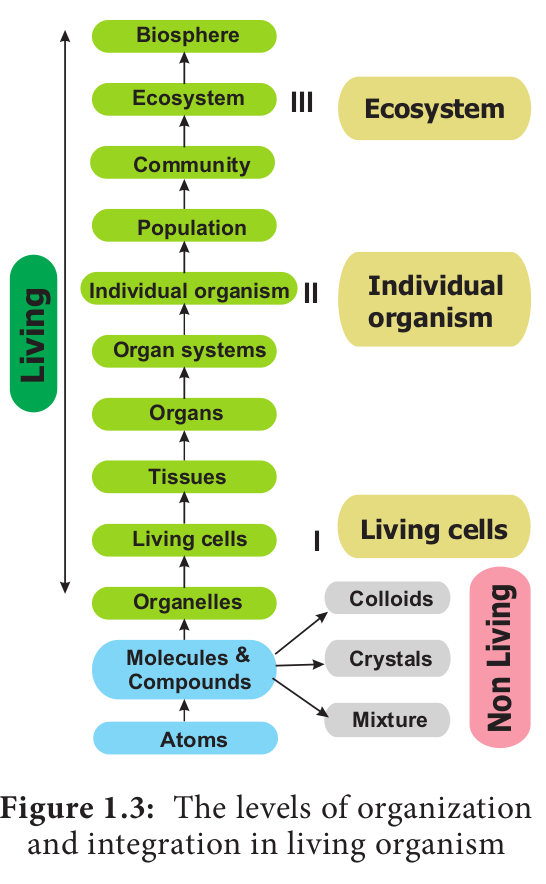 Biosphere
Ecosystem
III
Ecosystem
Community
Population
Individual organism
II
Individual
organism
Living
Organ systems
Organs
Tissues
Living cells
I
Living cells
Organelles
Colloids
Molecules &
Compounds
Crystals
Non Living
Mixture
Atoms
Figure 1.3: The levels of organization
and integration in living organism